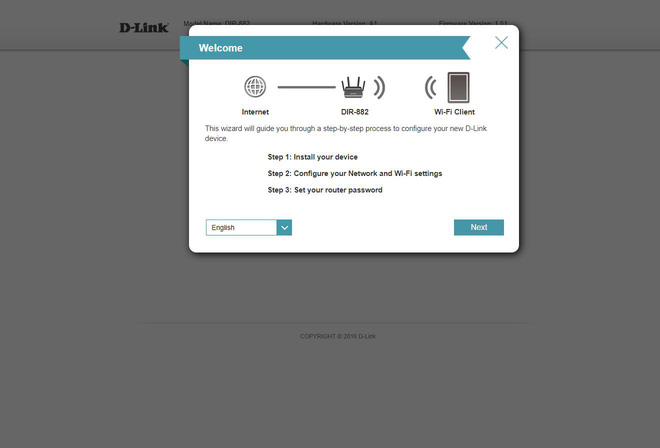 D-Link
Model Name: DIR-882 Hardware Version: A1 Firmware Version: 1.01
Welcome
Internet DIR-882 Wi-Fi Client
This wizard will guide you through a step-by-step process to configure your new D-Link
device.
Step 1: Install your device
Step 2: Configure your Network and Wi-Fi settings
Step 3: Set your router password
English Next
COPYRIGHT © 2016 D-Link